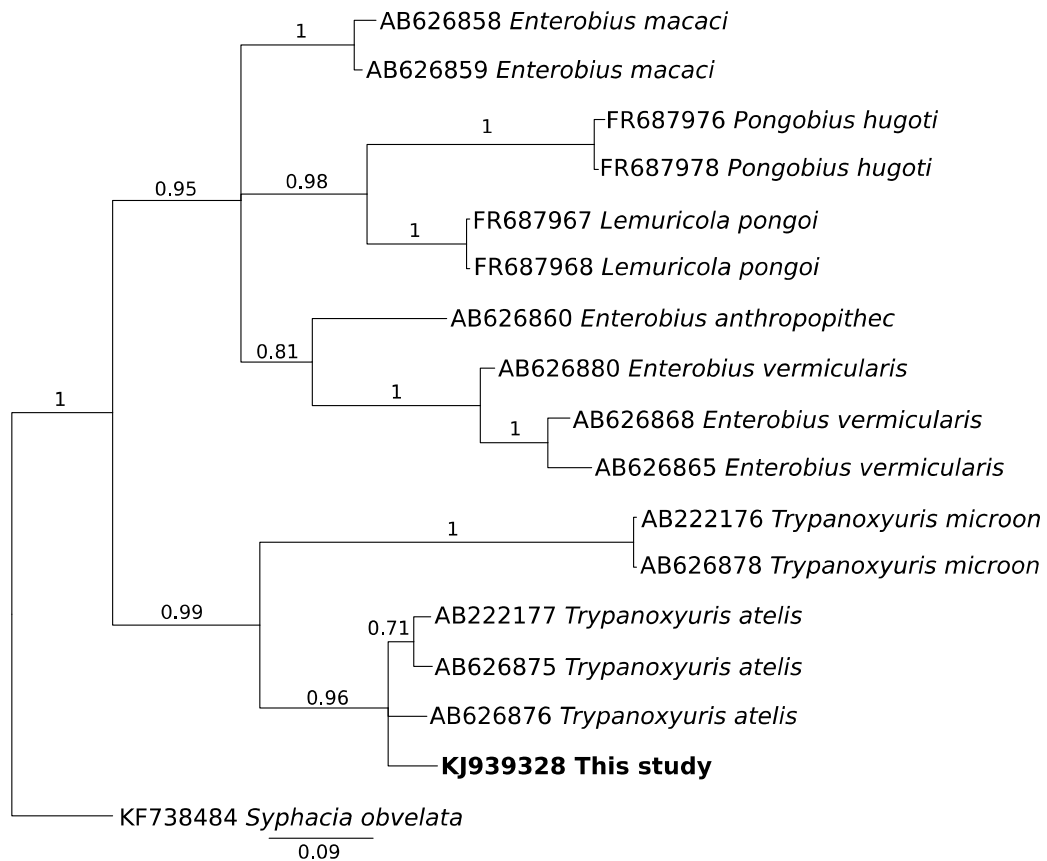 AB626858 Enterobius macaci
1
AB626859 Enterobius macaci
FR687976 Pongobius hugoti
1
FR687978 Pongobius hugoti
0.95
0.98
FR687967 Lemuricola pongoi
1
FR687968 Lemuricola pongoi
AB626860 Enterobius anthropopithec
0.81
AB626880 Enterobius vermicularis
1
1
AB626868 Enterobius vermicularis
1
AB626865 Enterobius vermicularis
AB222176 Trypanoxyuris microon
1
AB626878 Trypanoxyuris microon
0.99
AB222177 Trypanoxyuris atelis
0.71
AB626875 Trypanoxyuris atelis
0.96
AB626876 Trypanoxyuris atelis
KJ939328 This study
KF738484 Syphacia obvelata
0.09